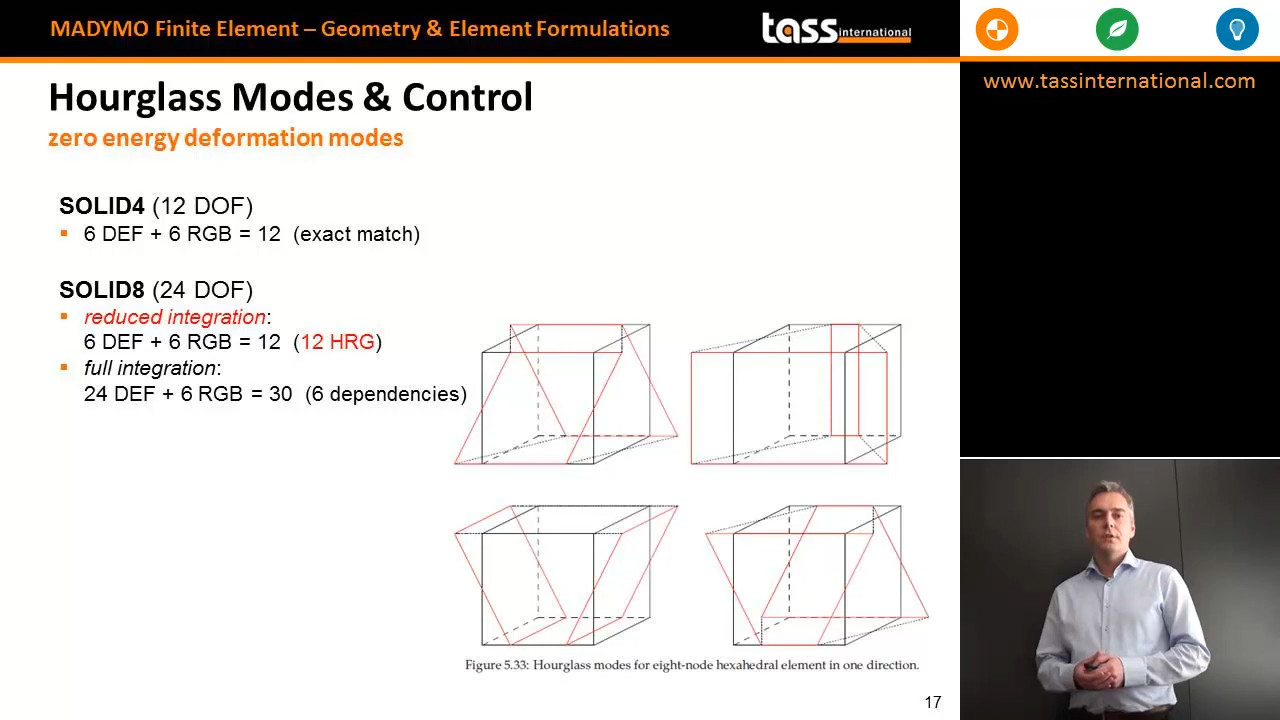 MADYMO Finite Element – Geometry & Element Formulations
tass international
www.tassinternational.com
Hourglass Modes & Control
zero energy deformation modes
SOLID4 (12 DOF)
▪ 6 DEF + 6 RGB = 12 (exact match)
SOLID8 (24 DOF)
▪ reduced integration:
6 DEF + 6 RGB = 12 (12 HRG)
▪ full integration:
24 DEF + 6 RGB = 30 (6 dependencies)
Figure 5.33: Hourglass modes for eight-node hexahedral element in one direction.
17